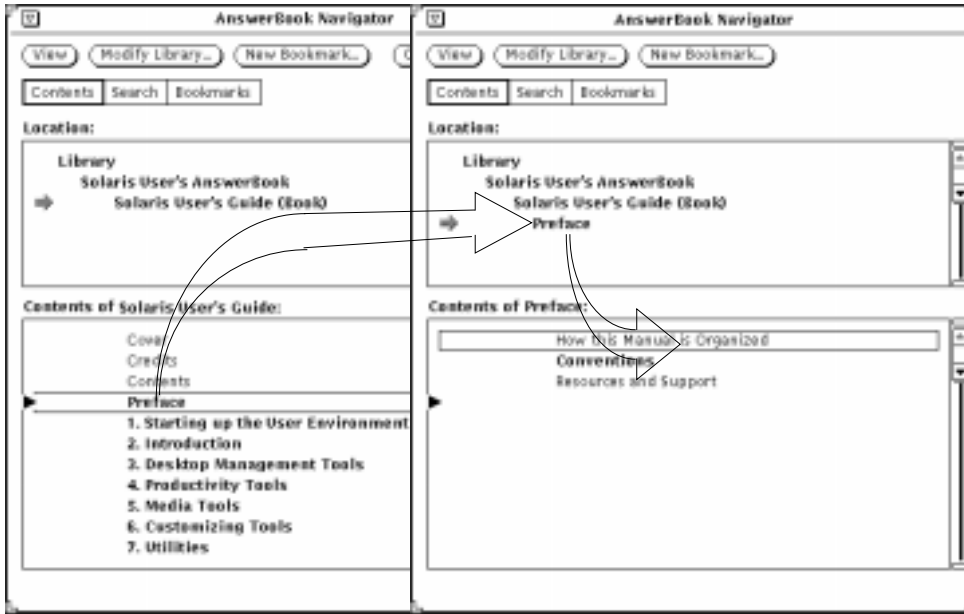 AnswerBook Navigator
View Modify Library... New Bookmark...
Contents Search Bookmarks
Location:
Library
Solaris User's AnswerBook
Solaris User's Guide (Book)
Contents of Solaris User's Guide:
Cover
Credits
Contents
Preface
1. Starting up the User Environment
2. Introduction
3. Desktop Management Tools
4. Productivity Tools
5. Media Tools
6. Customizing Tools
7. Utilities
AnswerBook Navigator
View Modify Library... New Bookmark...
Contents Search Bookmarks
Location:
Library
Solaris User's AnswerBook
Solaris User's Guide (Book)
Preface
Contents of Preface:
How this Manual is Organized
Conventions
Resources and Support